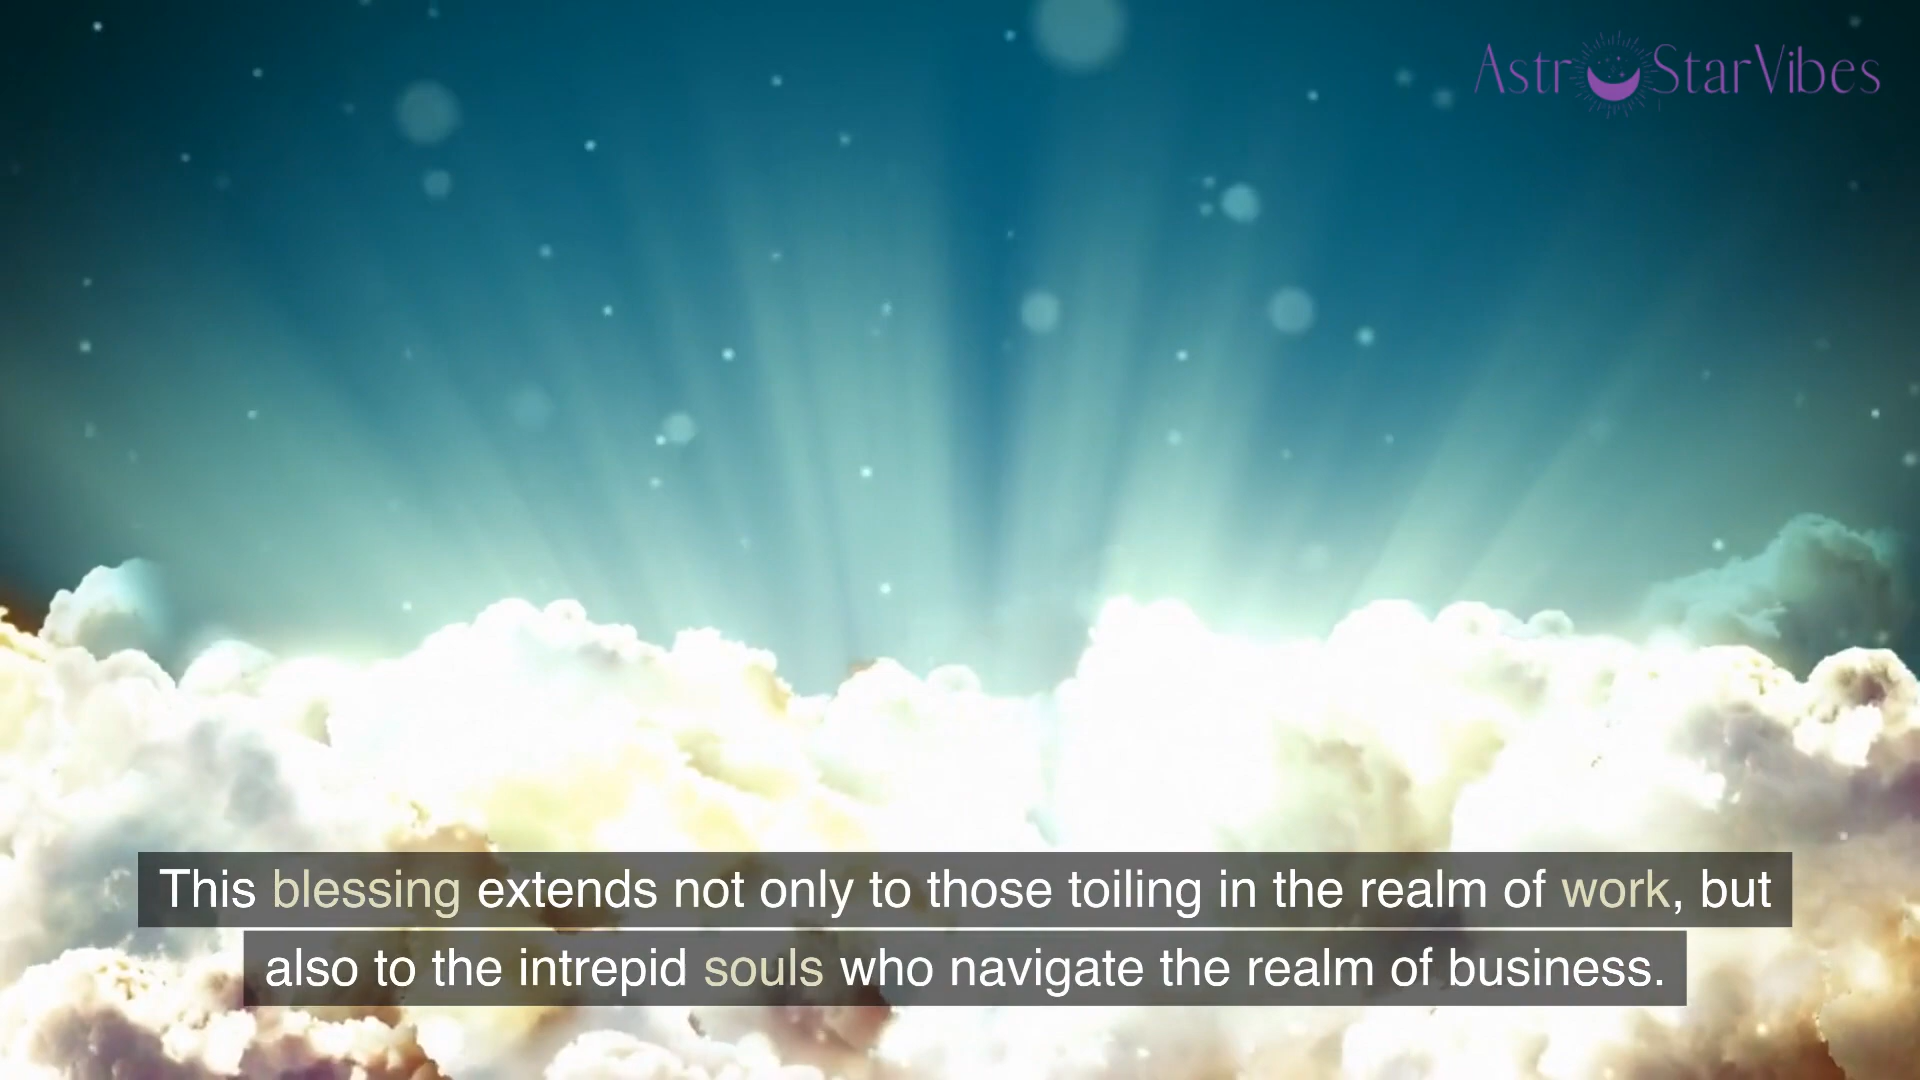 AstroStarVibes
This blessing extends not only to those toiling in the realm of work, but
also to the intrepid souls who navigate the realm of business.